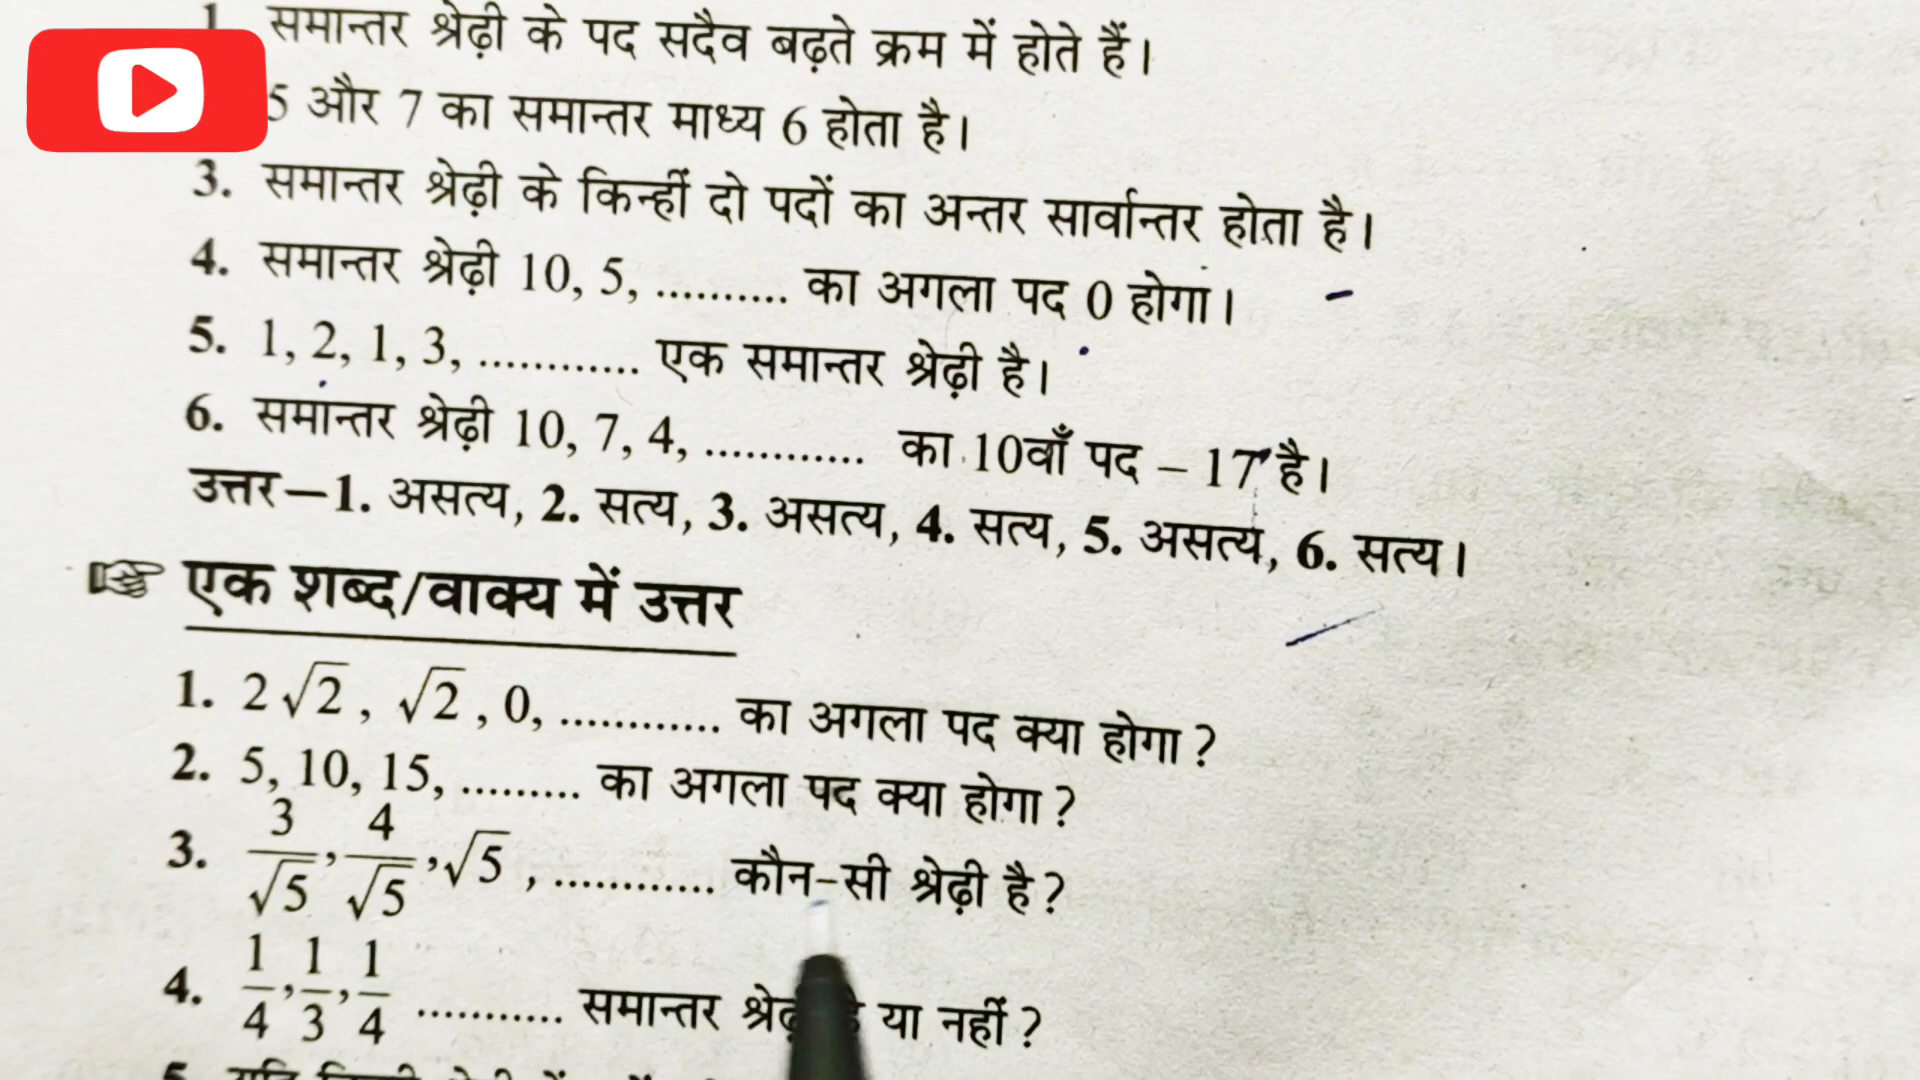 1. समान्तर श्रेढ़ी के पद सदैव बढ़ते क्रम में होते हैं।
5 और 7 का समान्तर माध्य 6 होता है।
3. समान्तर श्रेढ़ी के किन्हीं दो पदों का अन्तर सार्वान्तर होता है।
4. समान्तर श्रेढ़ी 10, 5, .......... का अगला पद 0 होगा।
5. 1, 2, 1, 3, ............ एक समान्तर श्रेढ़ी है।
6. समान्तर श्रेढ़ी 10, 7, 4, ............ का 10वाँ पद – 17 है।
उत्तर–1. असत्य, 2. सत्य, 3. असत्य, 4. सत्य, 5. असत्य, 6. सत्य।
एक शब्द/वाक्य में उत्तर
1. 2√2, √2, 0, ............ का अगला पद क्या होगा?
2. 5, 10, 15, ......... का अगला पद क्या होगा?
3. 3/√5, 4/√5, √5, ............ कौन-सी श्रेढ़ी है?
4. 1/4, 1/3, 1/4 ........... समान्तर या नहीं?